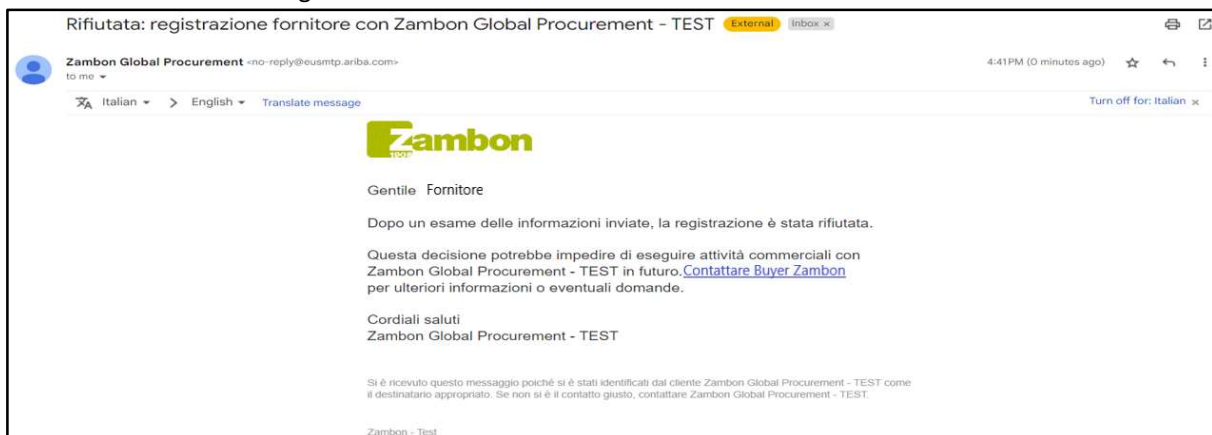 Rifiutata: registrazione fornitore con Zambon Global Procurement - TEST External Inbox x
Zambon Global Procurement <no-reply@eusmtp.ariba.com> 4:41 PM (0 minutes ago)
to me
Italian > English Translate message Turn off for: Italian x
Zambon
Gentile Fornitore
Dopo un esame delle informazioni inviate, la registrazione è stata rifiutata.
Questa decisione potrebbe impedire di eseguire attività commerciali con
Zambon Global Procurement - TEST in futuro.Contattare Buyer Zambon
per ulteriori informazioni o eventuali domande.
Cordiali saluti
Zambon Global Procurement - TEST
Si è ricevuto questo messaggio poiché si è stati identificati dal cliente Zambon Global Procurement - TEST come
il destinatario appropriato. Se non si è il contatto giusto, contattare Zambon Global Procurement - TEST.
Zambon - Test